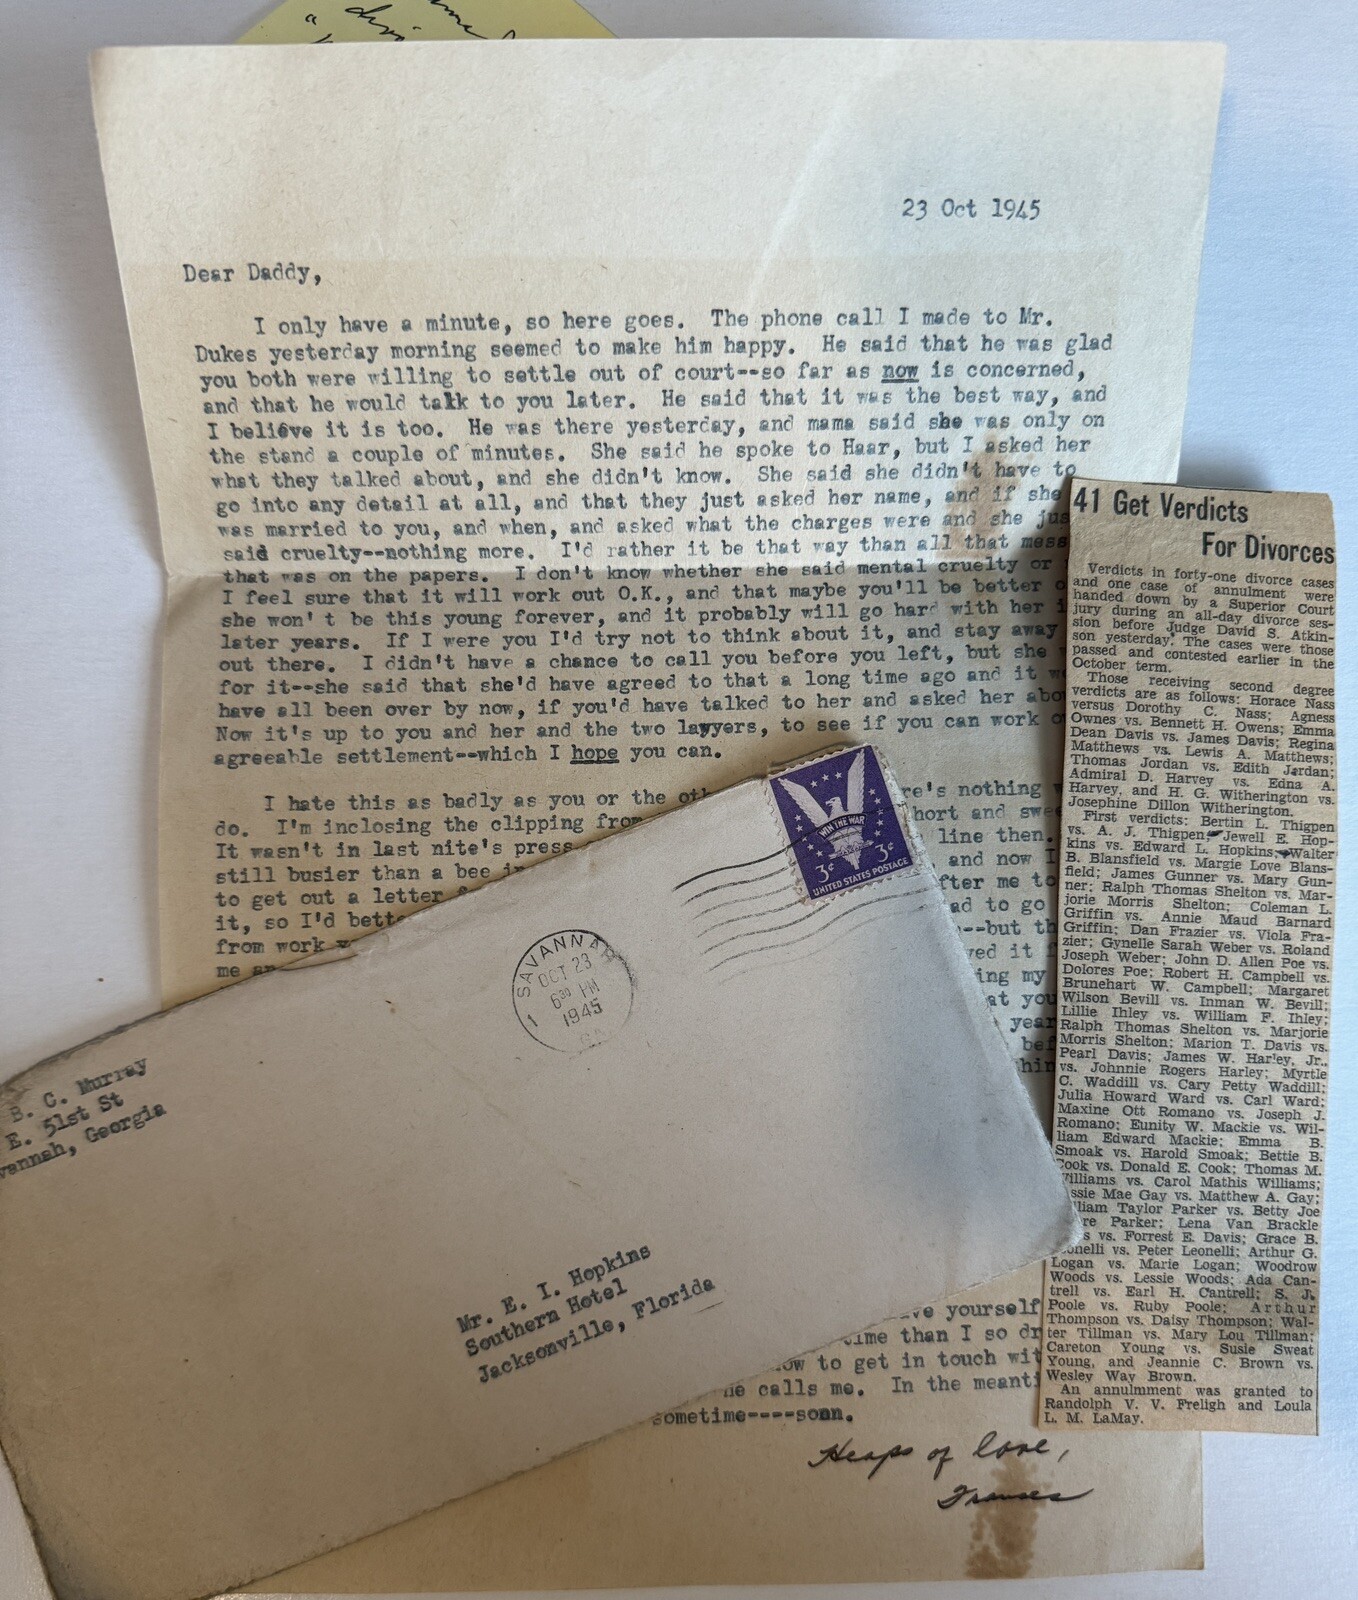 23 Oct 1945
Dear Daddy,
I only have a minute, so here goes. The phone call I made to Mr.
Dukes yesterday morning seemed to make him happy. He said that he was glad
you both were willing to settle out of court--so far as now is concerned,
and that he would talk to you later. He said that it was the best way, and
I believe it is too. He was there yesterday, and mama said she was only on
the stand a couple of minutes. She said he spoke to Haar, but I asked her
what they talked about, and she didn't know. She said she didn't have to
go into any detail at all, and that they just asked her name, and if she
was married to you, and when, and asked what the charges were and she
said cruelty--nothing more. I'd rather it be that way than all that mess
that was on the papers. I don't know whether she said mental cruelty or
I feel sure that it will work out O.K., and that maybe you'll be better
she won't be this young forever, and it probably will go hard with her
later years. If I were you I'd try not to think about it, and stay away
out there. I didn't have a chance to call you before you left, but she
for it--she said that she'd have agreed to that a long time ago and it
have all been over by now, if you'd have talked to her and asked her
Now it's up to you and her and the two lawyers, to see if you can work
agreeable settlement--which I hope you can.
I hate this as badly as you or the nothing
do. I'm inclosing the clipping from and
It wasn't in last nite's press line then.
still busier than a bee and now I
to get out a letter me to
it, so I'd to go
from work --but
me it
my
at
yourself
time than I so
to get in touch
calls me. In the
sometime----soon.
Heaps of love,
Frances
WIN THE WAR
3¢ 3¢
UNITED STATES POSTAGE
SAVANNAH
OCT 23
6 30 PM
1945
1
GA.
B. C. Murray
E. 51st St
Georgia
Mr. E. I. Hopkins
Southern Hotel
Jacksonville, Florida
41 Get Verdicts
For Divorces
Verdicts in forty-one divorce cases
and one case of annulment were
handed down by a Superior Court
jury during an all-day divorce ses-
sion before Judge David S. Atkin-
son yesterday. The cases were those
passed and contested earlier in the
October term.
Those receiving second degree
verdicts are as follows: Horace Nass
versus Dorothy C. Nass; Agness
Ownes vs. Bennett H. Owens; Emma
Dean Davis vs. James Davis; Regina
Matthews vs. Lewis A. Matthews;
Thomas Jordan vs. Edith Jordan;
Admiral D. Harvey vs. Edna A.
Harvey, and H. G. Witherington vs.
Josephine Dillon Witherington.
First verdicts: Bertin L. Thigpen
vs. A. J. Thigpen; Jewell E. Hop-
kins vs. Edward L. Hopkins; Walter
B. Blansfield vs. Margie Love Blans-
field; James Gunner vs. Mary Gun-
ner; Ralph Thomas Shelton vs. Mar-
jorie Morris Shelton; Coleman L.
Griffin vs. Annie Maud Barnard
Griffin; Dan Frazier vs. Viola Fra-
zier; Gynelle Sarah Weber vs. Roland
Joseph Weber; John D. Allen Poe vs.
Dolores Poe; Robert H. Campbell vs.
Brunehart W. Campbell; Margaret
Wilson Bevill vs. Inman W. Bevill;
Lillie Ihley vs. William F. Ihley;
Ralph Thomas Shelton vs. Marjorie
Morris Shelton; Marion T. Davis vs.
Pearl Davis; James W. Harley, Jr.,
vs. Johnnie Rogers Harley; Myrtle
C. Waddill vs. Cary Petty Waddill;
Julia Howard Ward vs. Carl Ward;
Maxine Ott Romano vs. Joseph J.
Romano; Eunity W. Mackie vs. Wil-
liam Edward Mackie; Emma B.
Smoak vs. Harold Smoak; Bettie B.
Cook vs. Donald E. Cook; Thomas M.
Williams vs. Carol Mathis Williams;
Mae Gay vs. Matthew A. Gay;
Taylor Parker vs. Betty Joe
Parker; Lena Van Brackle
vs. Forrest E. Davis; Grace B.
vs. Peter Leonelli; Arthur G.
Logan vs. Marie Logan; Woodrow
Woods vs. Lessie Woods; Ada Can-
trell vs. Earl H. Cantrell; S. J.
Poole vs. Ruby Poole; Arthur
Thompson vs. Daisy Thompson; Wal-
ter Tillman vs. Mary Lou Tillman;
Careton Young vs. Susie Sweat
Young, and Jeannie C. Brown vs.
Wesley Way Brown.
An annulmment was granted to
Randolph V. V. Freligh and Loula
L. M. LaMay.